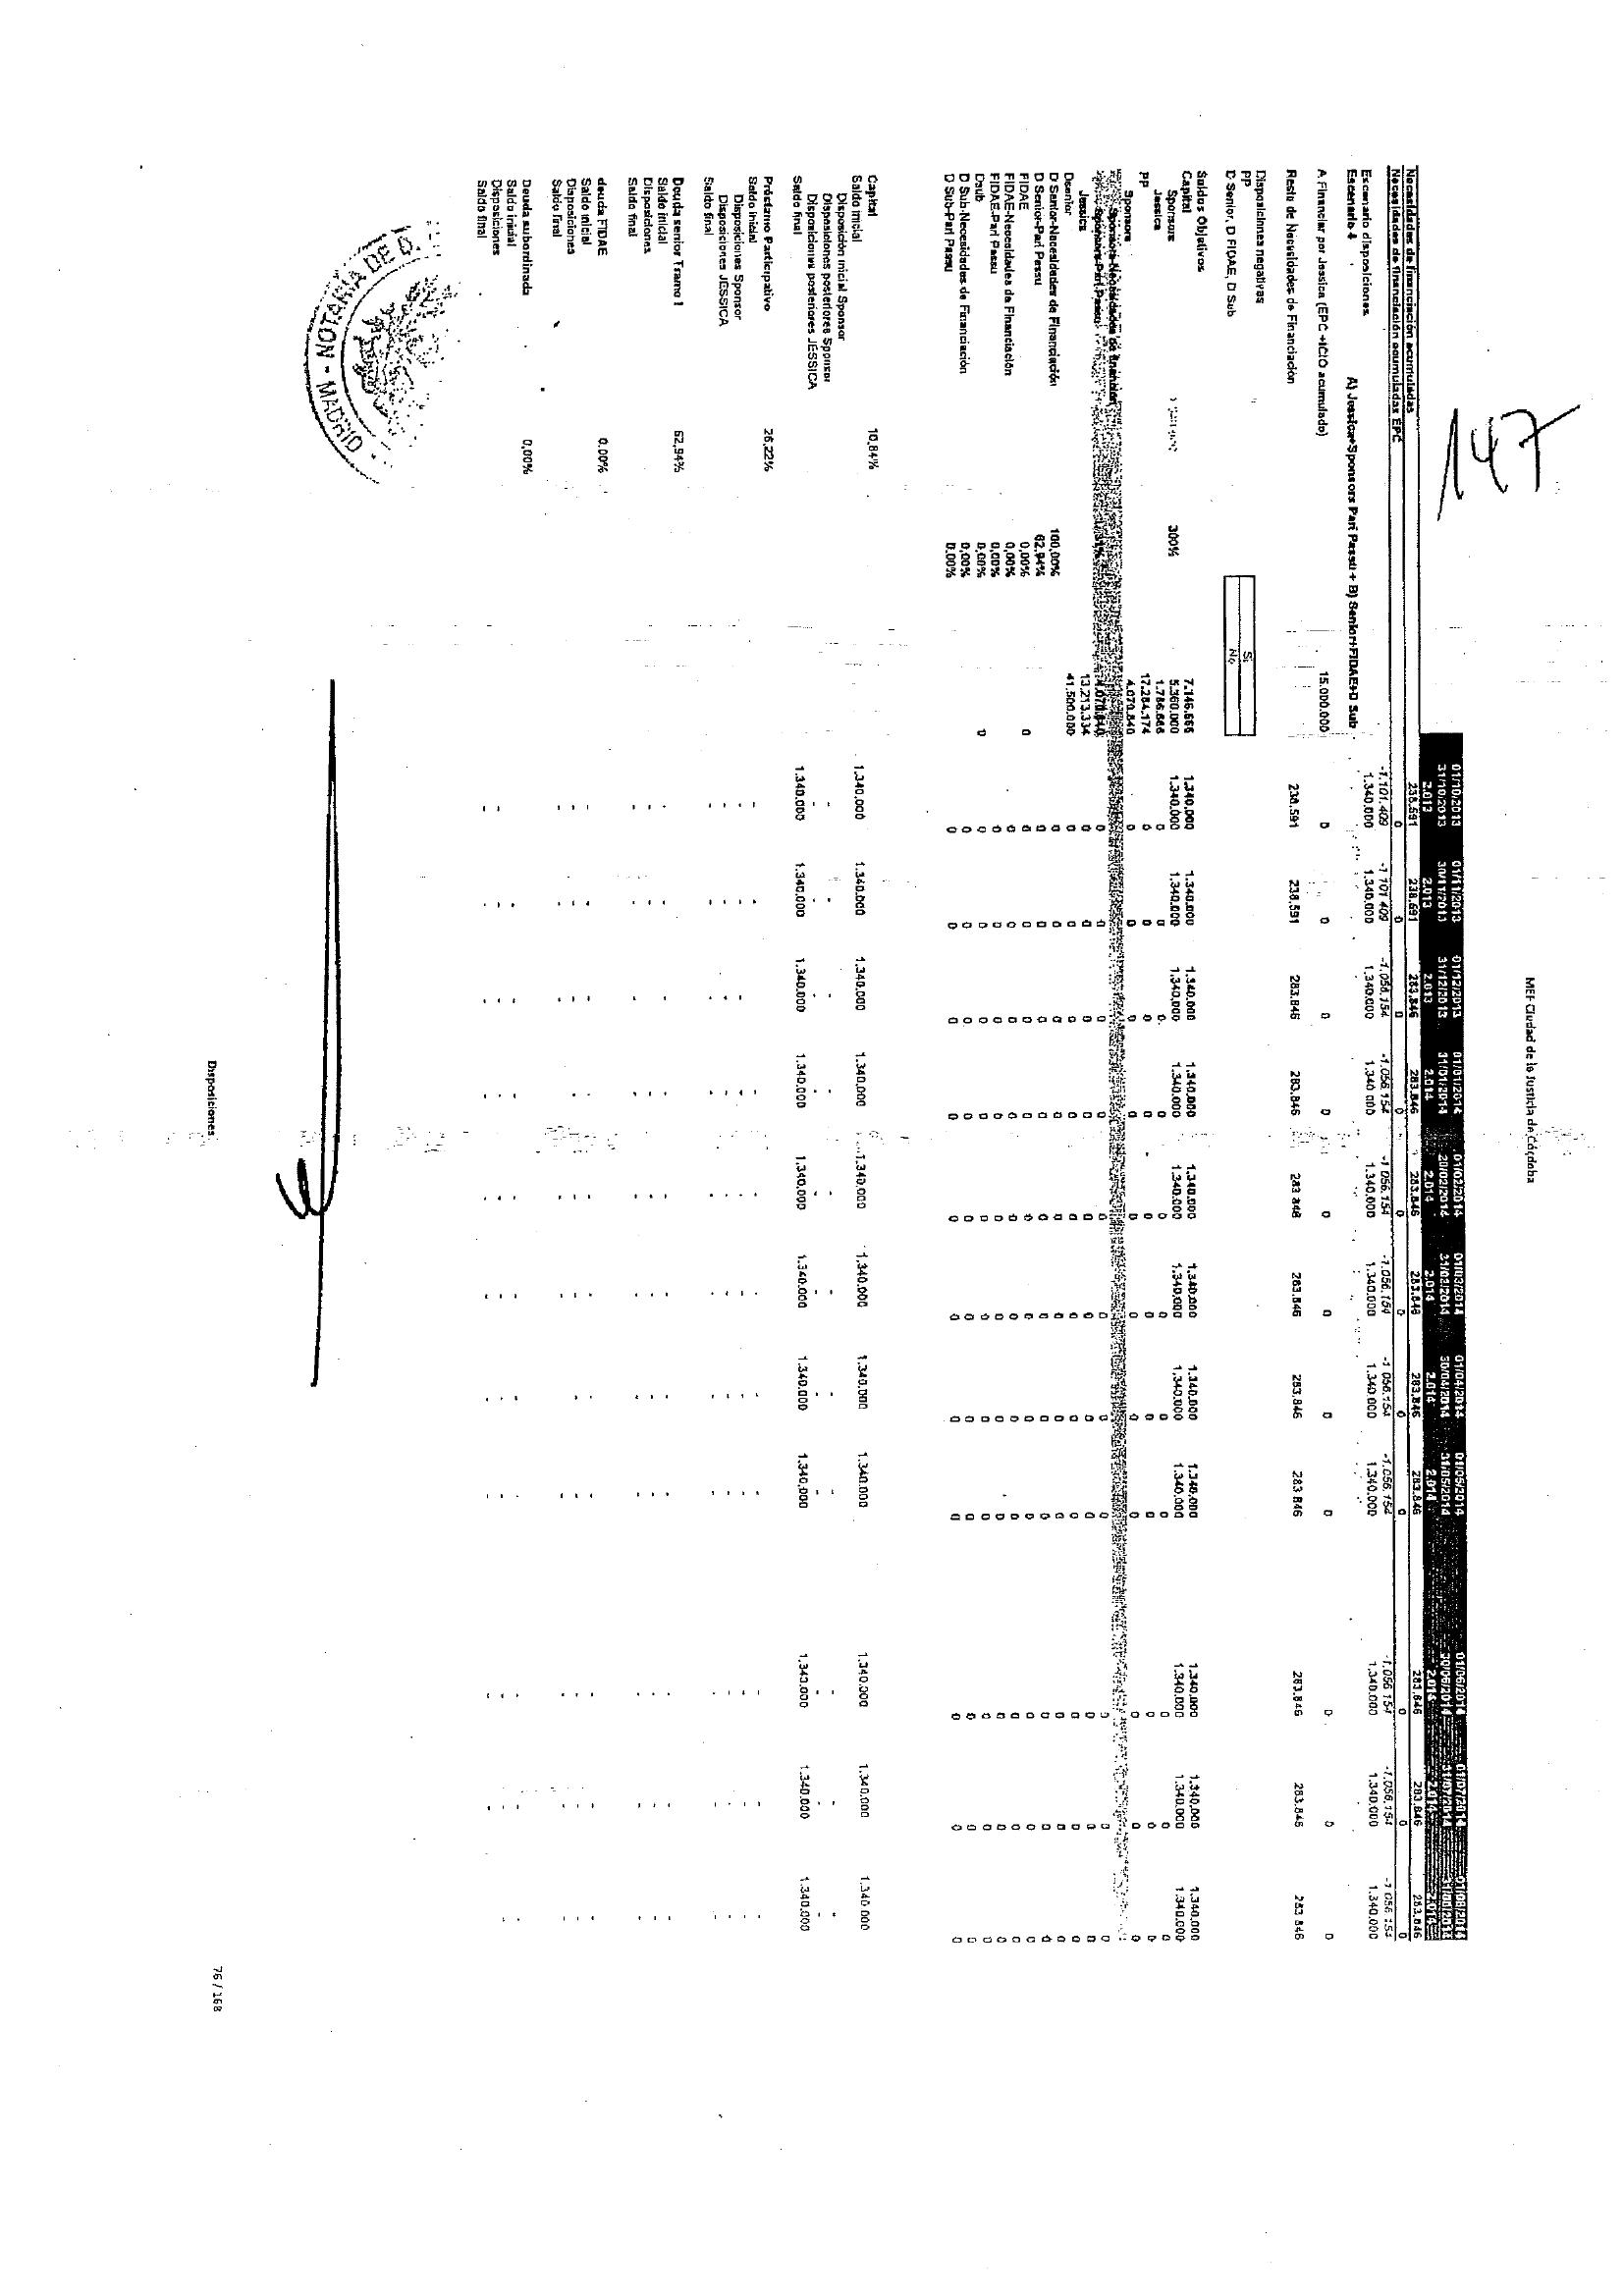 147
MEF Ciudad de la Justicia de Córdoba
01/10/2013 01/11/2013 01/12/2013 01/01/2014 01/02/2014 01/03/2014 01/04/2014 01/05/2014 01/06/2014 01/07/2014
31/10/2013 30/11/2013 31/12/2013 31/01/2014 28/02/2014 31/03/2014 30/04/2014 31/05/2014 30/06/2014
2.013 2.013 2.013 2.014 2.014 2.014 2.014 2.014 2.014 2.014 2.014
Necesidades de financiación acumuladas 238.591 238.591 283.846 283.846 283.846 283.846 283.846 283.846 283.846 283.846 283.846
Necesidades de financiación acumuladas EPC 0 0 0 0 0 0 0 0 0 0 0
-1.101.409 -1.101.409 -1.056.154 -1.056.154 -1.056.154 -1.056.154 -1.056.154 -1.056.154 -1.056.154 -1.056.154 -1.056.154
Escenario disposiciones 1.340.000 1.340.000 1.340.000 1.340.000 1.340.000 1.340.000 1.340.000 1.340.000 1.340.000 1.340.000 1.340.000
Escenario 4 A) Jessica+Sponsors Pari Passu + B) Senior+FIDAE+D Sub
A Financiar por Jessica (EPC +ICIO acumulado) 15.000.000 0 0 0 0 0 0 0 0 0 0 0
Resto de Necesidades de Financiación 238.591 238.591 283.846 283.846 283.846 283.846 283.846 283.846 283.846 283.846 283.846
Disposiciones negativas
PP Si
D Senior, D FIDAE, D Sub No
Saldos Objetivos
Capital 7.146.666 1.340.000 1.340.000 1.340.000 1.340.000 1.340.000 1.340.000 1.340.000 1.340.000 1.340.000 1.340.000 1.340.000
Sponsors 300% 5.360.000 1.340.000 1.340.000 1.340.000 1.340.000 1.340.000 1.340.000 1.340.000 1.340.000 1.340.000 1.340.000 1.340.000
Jessica 1.786.666 0 0 0 0 0 0 0 0 0 0 0
PP 17.284.174 0 0 0 0 0 0 0 0 0 0 0
Sponsors 4.070.840 0 0 0 0 0 0 0 0 0 0 0
Sponsors-Necesidades de financiación
Sponsors-Pari Passu 0 0 0 0 0 0 0 0 0 0 0
Jessica 13.213.334 0 0 0 0 0 0 0 0 0 0 0
Dsenior 41.500.000 0 0 0 0 0 0 0 0 0 0 0
D Senior-Necesidades de Financiación 100,00% 0 0 0 0 0 0 0 0 0 0 0
D Senior-Pari Passu 62,94% 0 0 0 0 0 0 0 0 0 0 0
FIDAE 0,00% 0 0 0 0 0 0 0 0 0 0 0 0
FIDAE-Necesidades de Financiación 0,00% 0 0 0 0 0 0 0 0 0 0 0
FIDAE-Pari Passu 0,00% 0 0 0 0 0 0 0 0 0 0 0
Dsub 0,00% 0 0 0 0 0 0 0 0 0 0 0 0
D Sub-Necesidades de Financiación 0,00% 0 0 0 0 0 0 0 0 0 0 0
D Sub-Pari Passu 0,00% 0 0 0 0 0 0 0 0 0 0 0
Capital 10,84%
Saldo inicial 1.340.000 1.340.000 1.340.000 1.340.000 1.340.000 1.340.000 1.340.000 1.340.000 1.340.000 1.340.000 1.340.000
Disposición inicial Sponsor
Disposiciones posteriores Sponsor
Disposiciones posteriores JESSICA
Saldo final 1.340.000 1.340.000 1.340.000 1.340.000 1.340.000 1.340.000 1.340.000 1.340.000 1.340.000 1.340.000 1.340.000
Préstamo Participativo 26,22%
Saldo inicial
Disposiciones Sponsor
Disposiciones JESSICA
Saldo final
Deuda senior Tramo I 62,94%
Saldo inicial
Disposiciones
Saldo final
deuda FIDAE 0,00%
Saldo inicial
Disposiciones
Saldo final
Deuda subordinada 0,00%
Saldo inicial
Disposiciones
Saldo final
NOTARIA DE
NOTARIA - MADRID
Disposiciones
76 / 168